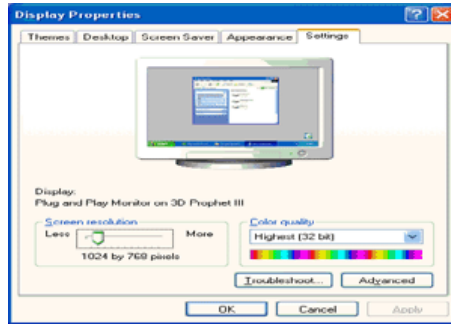 Display Properties
Themes Desktop Screen Saver Appearance Settings
Display:
Plug and Play Monitor on 3D Prophet III
Screen resolution
Less More
1024 by 768 pixels
Color quality
Highest (32 bit)
Troubleshoot... Advanced
OK Cancel Apply